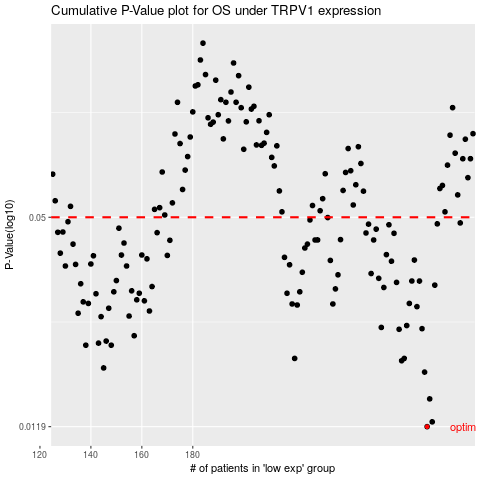 Cumulative P-Value plot for OS under TRPV1 expression
P-Value(log10)
0.05
0.0119
optim
120 140 160 180
# of patients in 'low exp' group